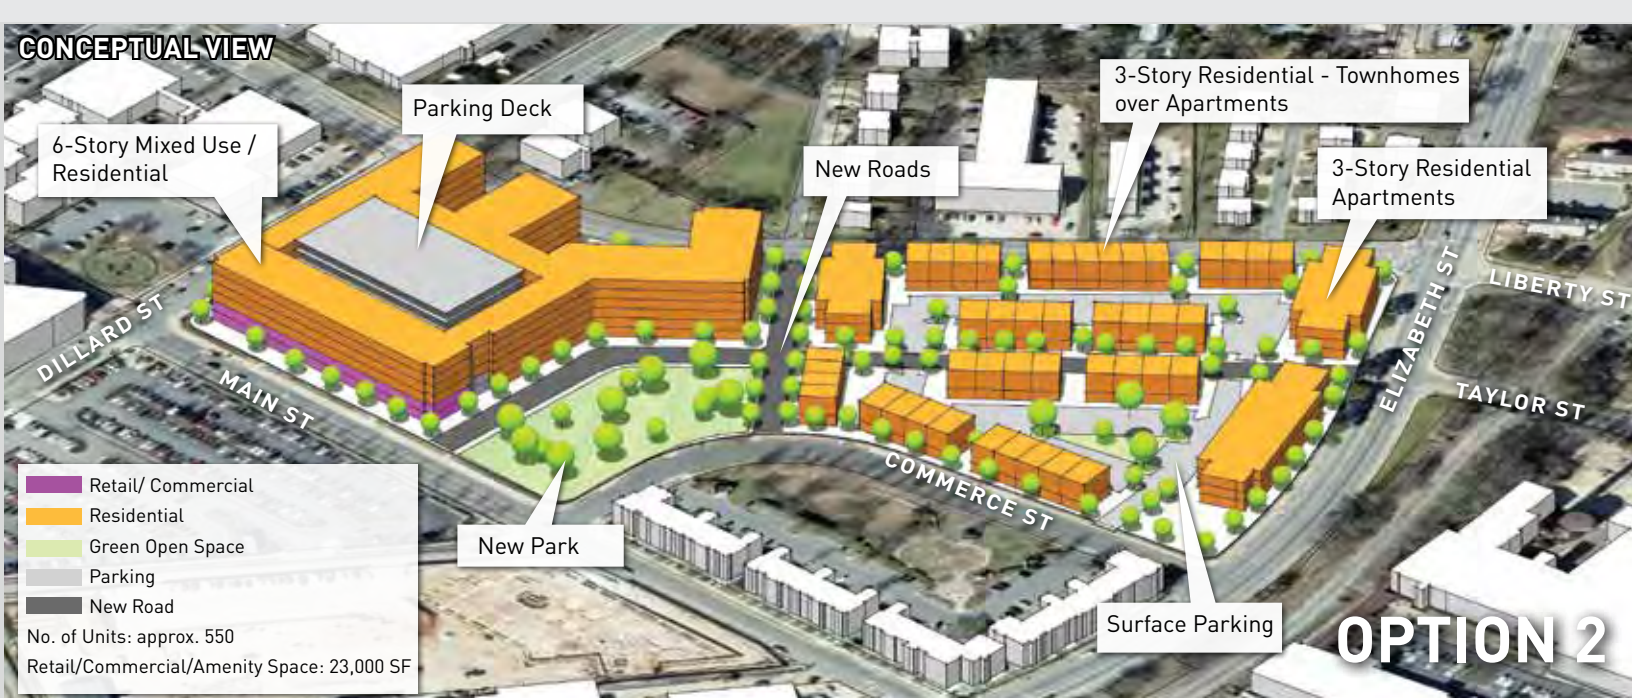 CONCEPTUAL VIEW
Parking Deck
6-Story Mixed Use /
Residential
New Roads
3-Story Residential - Townhomes
over Apartments
3-Story Residential
Apartments
DILLARD ST
MAIN ST
COMMERCE ST
ELIZABETH ST
LIBERTY ST
TAYLOR ST
New Park
Surface Parking
Retail/ Commercial
Residential
Green Open Space
Parking
New Road
No. of Units: approx. 550
Retail/Commercial/Amenity Space: 23,000 SF
OPTION 2